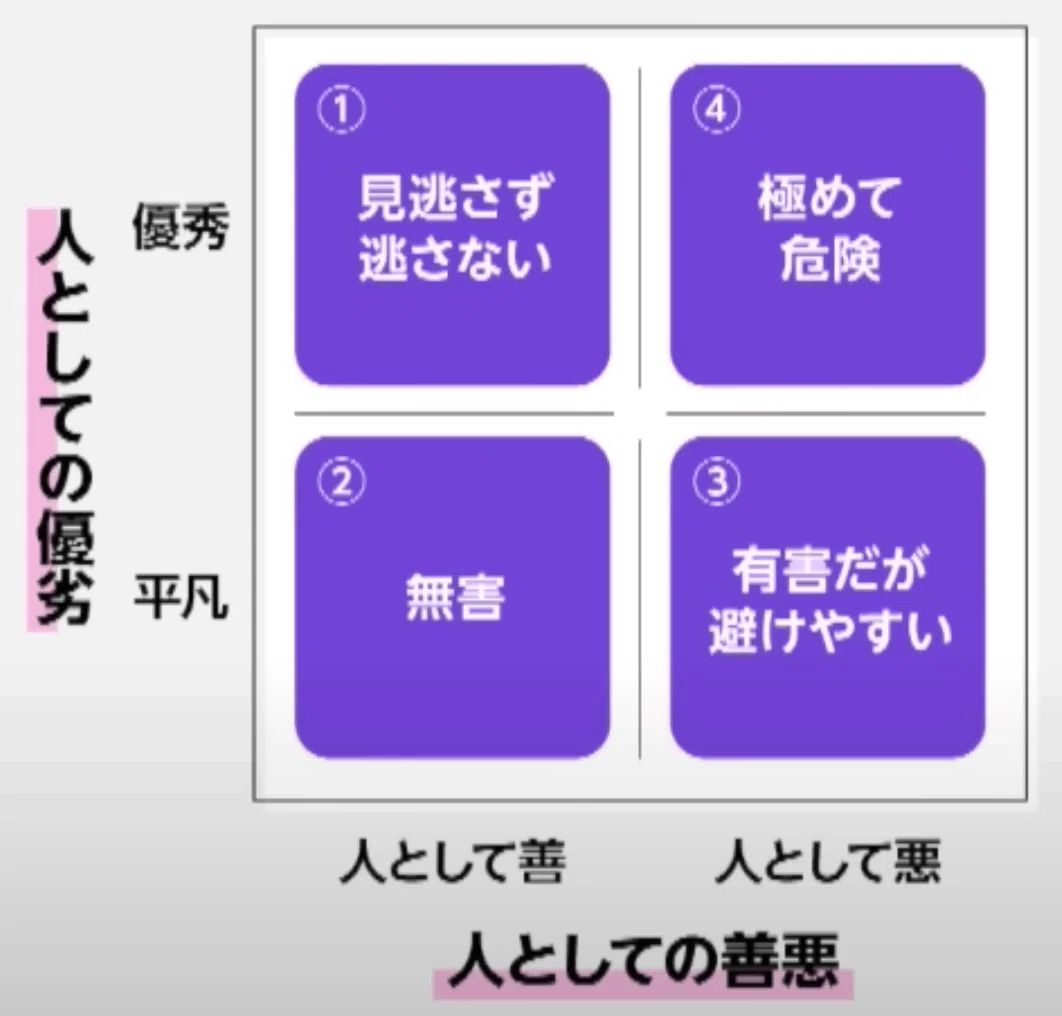 人としての優劣
優秀
平凡
①
見逃さず
逃さない
④
極めて
危険
②
無害
③
有害だが
避けやすい
人として善
人として悪
人としての善悪